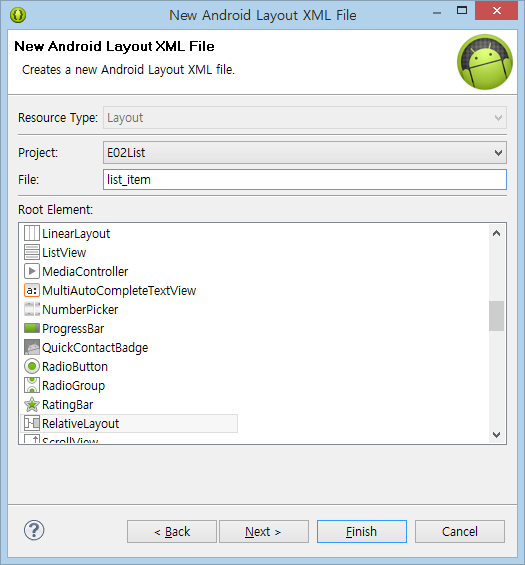 New Android Layout XML File
New Android Layout XML File
Creates a new Android Layout XML file.
Resource Type: Layout
Project: E02List
File: list_item
Root Element:
LinearLayout
ListView
MediaController
a: MultiAutoCompleteTextView
NumberPicker
ProgressBar
QuickContactBadge
RadioButton
RadioGroup
RatingBar
RelativeLayout
ScrollView
? < Back Next > Finish Cancel